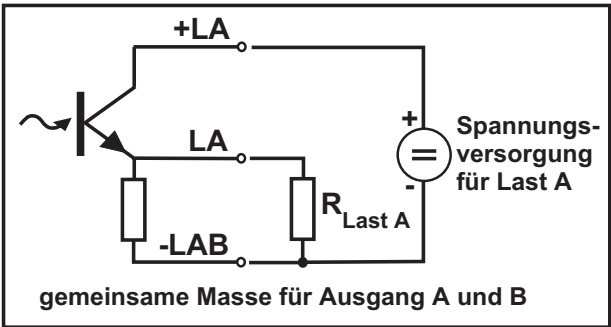 +LA
+
Spannungs-
versorgung
für Last A
=
-
LA
R Last A
-LAB
gemeinsame Masse für Ausgang A und B